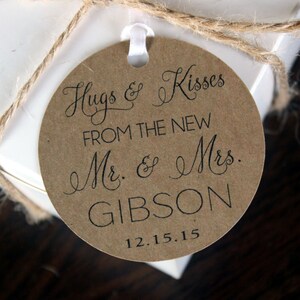 Hugs & Kisses
FROM THE NEW
Mr. & Mrs.
GIBSON
12.15.15